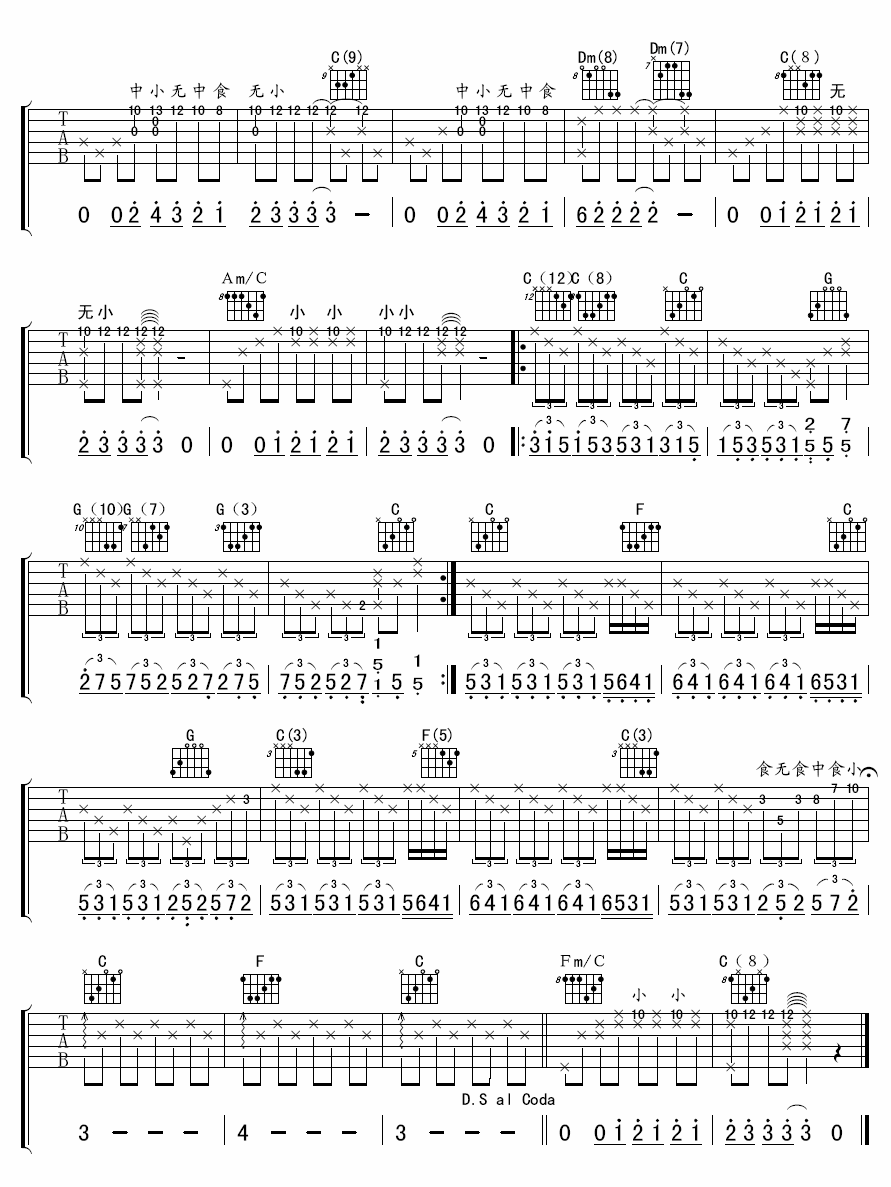 C(9) Dm(8) Dm(7) C(8)
中小无中食 无小 中小无中食 无
10 13 12 10 8 10 12 12 12 12 12 10 13 12 10 8 10 10
0 0 2 4 3 2 1 2 3 3 3 3 — 0 0 2 4 3 2 1 6 2 2 2 2 — 0 0 1 2 1 2 1
Am/C C(12) C(8) C G
无小 小 小 小小
10 12 12 12 12 10 10 10 10 10 12 12 12 12
2 3 3 3 3 0 0 0 1 2 1 2 1 2 3 3 3 3 0 3 1 5 1 5 3 5 3 1 3 1 5 1 5 3 5 3 1 5 5 5
G(10) G(7) G(3) C C F C
2 7 5 7 5 2 5 2 7 2 7 5 7 5 2 5 2 7 1 5 5 5 3 1 5 3 1 5 3 1 5 6 4 1 6 4 1 6 4 1 6 4 1 6 5 3 1
G C(3) F(5) C(3)
食无食中食小
3 3 5 3 8 7 10
5 3 1 5 3 1 2 5 2 5 7 2 5 3 1 5 3 1 5 3 1 5 6 4 1 6 4 1 6 4 1 6 4 1 6 5 3 1 5 3 1 5 3 1 2 5 2 5 7 2
C F C Fm/C C(8)
小 小
10 10 10 10 10 12 12 12
D.S al Coda
3 — — — 4 — — — 3 — — — 0 0 1 2 1 2 1 2 3 3 3 3 0